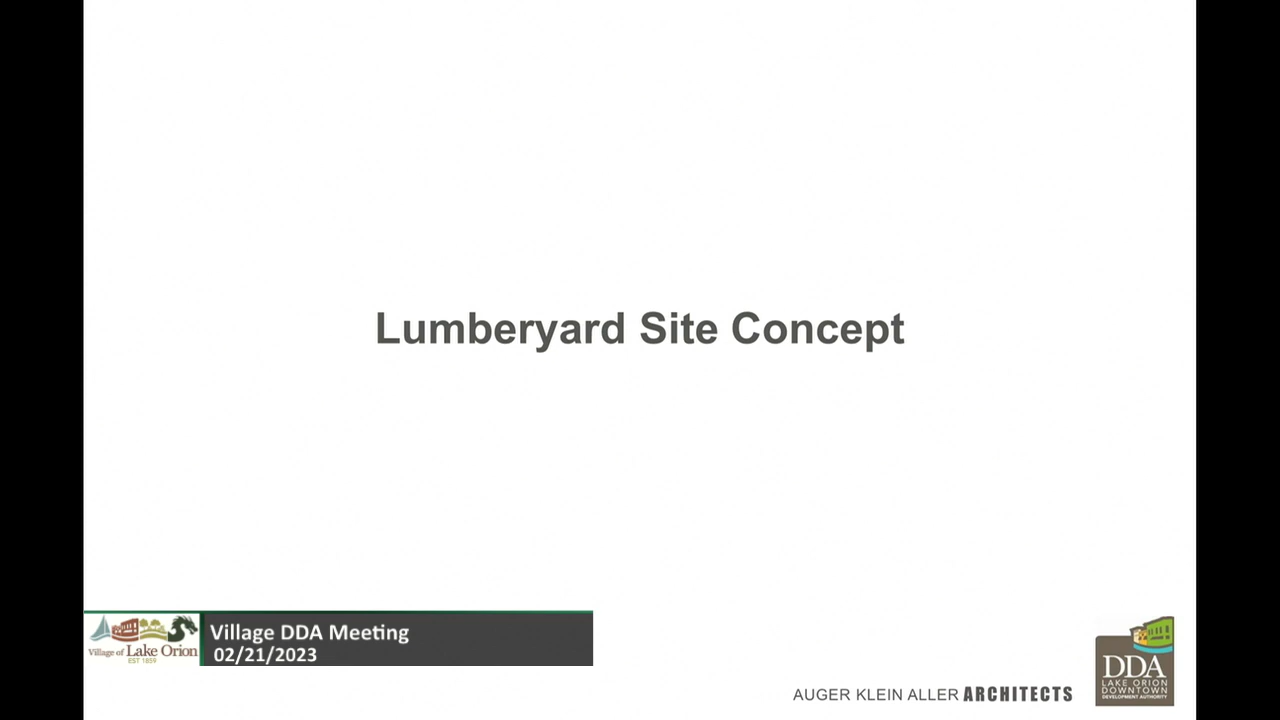 Lumberyard Site Concept
Village of Lake Orion
EST 1859
Village DDA Meeting
02/21/2023
AUGER KLEIN ALLER ARCHITECTS
DDA
LAKE ORION
DOWNTOWN
DEVELOPMENT AUTHORITY